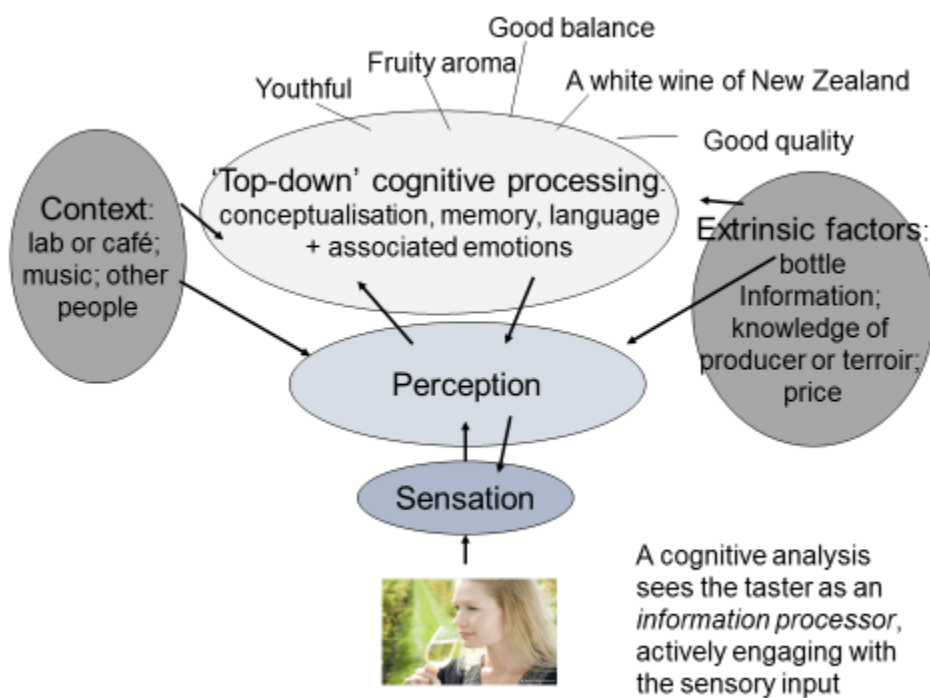 Good balance
Fruity aroma
Youthful
A white wine of New Zealand
Good quality
‘Top-down’ cognitive processing:
conceptualisation, memory, language
+ associated emotions
Context:
lab or café;
music; other
people
Extrinsic factors:
bottle
Information;
knowledge of
producer or terroir;
price
Perception
Sensation
A cognitive analysis
sees the taster as an
information processor,
actively engaging with
the sensory input